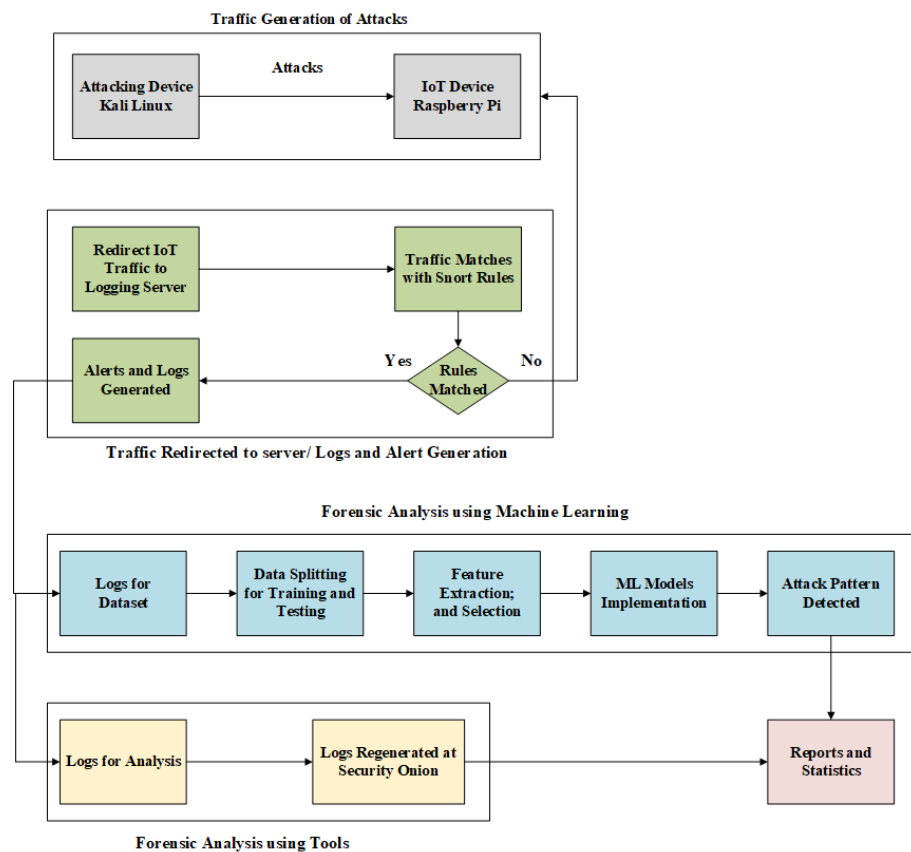 Traffic Generation of Attacks
Attacking Device
Kali Linux
Attacks
IoT Device
Raspberry Pi
Redirect IoT
Traffic to
Logging Server
Traffic Matches
with Snort Rules
Alerts and Logs
Generated
Yes
Rules
Matched
No
Traffic Redirected to server/ Logs and Alert Generation
Forensic Analysis using Machine Learning
Logs for
Dataset
Data Splitting
for Training and
Testing
Feature
Extraction;
and Selection
ML Models
Implementation
Attack Pattern
Detected
Logs for Analysis
Logs Regenerated at
Security Onion
Reports and
Statistics
Forensic Analysis using Tools